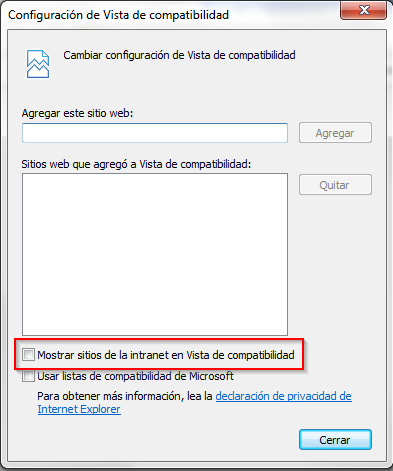 Configuración de Vista de compatibilidad
Cambiar configuración de Vista de compatibilidad
Agregar este sitio web:
Agregar
Sitios web que agregó a Vista de compatibilidad:
Quitar
Mostrar sitios de la intranet en Vista de compatibilidad
Usar listas de compatibilidad de Microsoft
Para obtener más información, lea la declaración de privacidad de
Internet Explorer
Cerrar